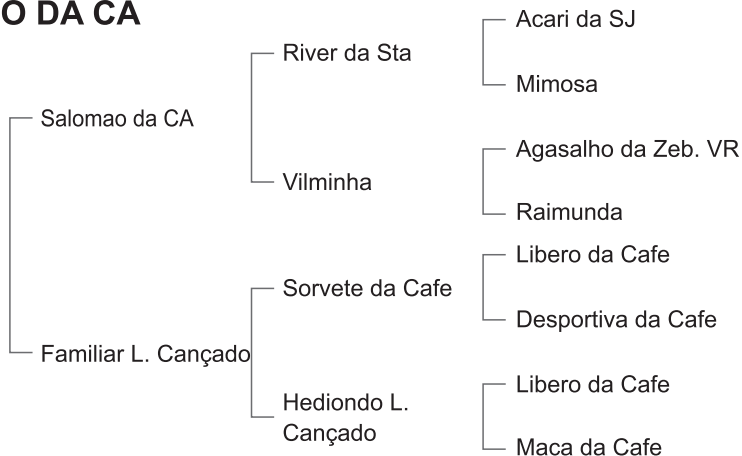 O DA CA
Acari da SJ
River da Sta
Mimosa
Salomao da CA
Agasalho da Zeb. VR
Vilminha
Raimunda
Libero da Cafe
Sorvete da Cafe
Desportiva da Cafe
Familiar L. Cançado
Libero da Cafe
Hediondo L.
Cançado
Maca da Cafe